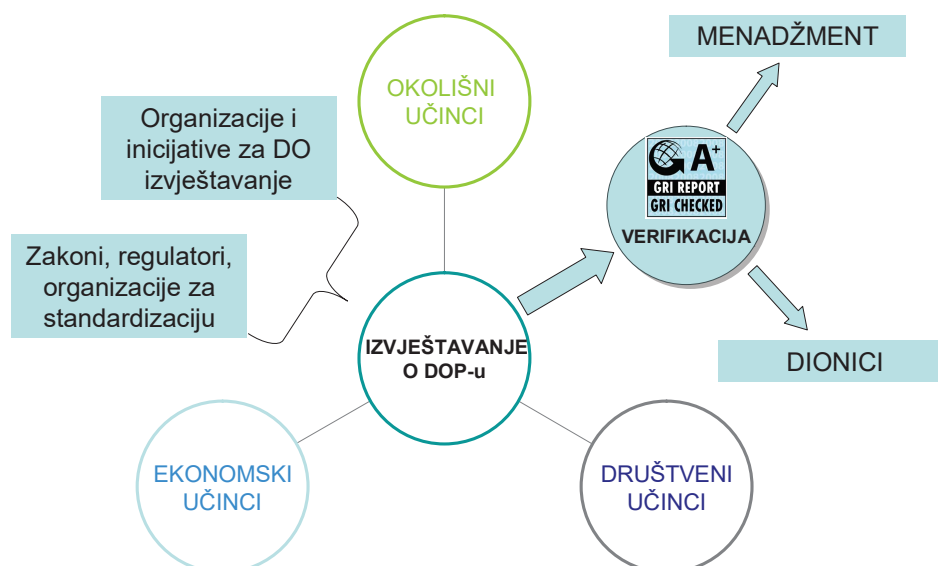 MENADŽMENT
OKOLIŠNI
UČINCI
Organizacije i
inicijative za DO
izvještavanje
A+
GRI REPORT
GRI CHECKED
VERIFIKACIJA
Zakoni, regulatori,
organizacije za
standardizaciju
IZVJEŠTAVANJE
O DOP-u
DIONICI
EKONOMSKI
UČINCI
DRUŠTVENI
UČINCI